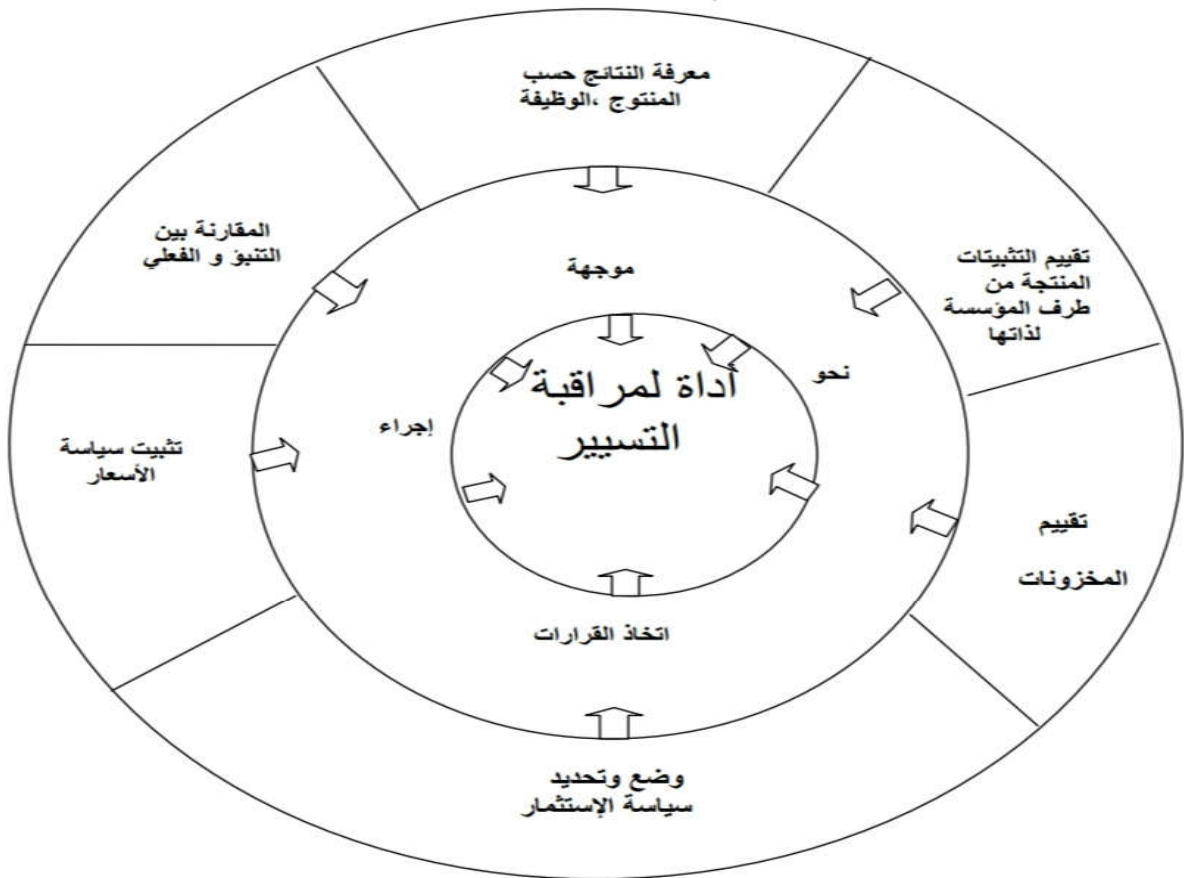 معرفة النتائج حسب
المنتوج ،الوظيفة
المقارنة بين
التنبؤ و الفعلي
تقييم التثبيتات
المنتجة من
طرف المؤسسة
لذاتها
موجهة
نحو
اداة لمراقبة
التسيير
إجراء
تثبيت سياسة
الأسعار
تقييم
المخزونات
اتخاذ القرارات
وضع وتحديد
سياسة الإستثمار